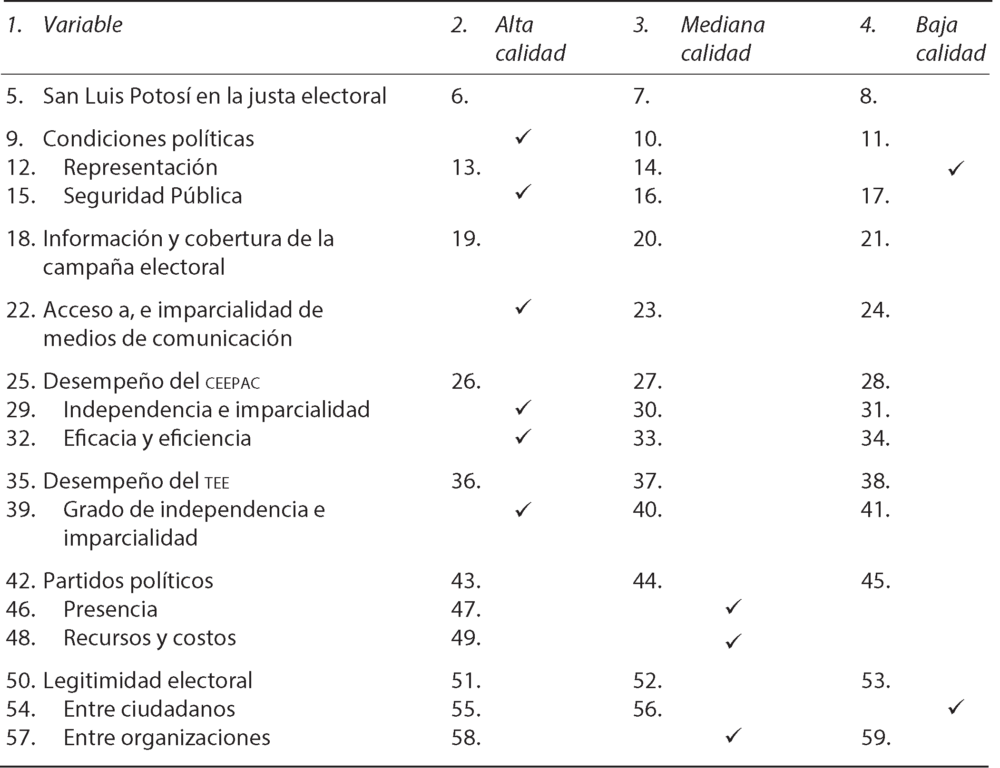 1. Variable 2. Alta calidad 3. Mediana calidad 4. Baja calidad
5. San Luis Potosí en la justa electoral 6. 7. 8.
9. Condiciones políticas ✓ 10. 11.
12. Representación 13. 14. ✓
15. Seguridad Pública ✓ 16. 17.
18. Información y cobertura de la 19. 20. 21.
campaña electoral
22. Acceso a, e imparcialidad de ✓ 23. 24.
medios de comunicación
25. Desempeño del CEEPAC 26. 27. 28.
29. Independencia e imparcialidad ✓ 30. 31.
32. Eficacia y eficiencia ✓ 33. 34.
35. Desempeño del TEE 36. 37. 38.
39. Grado de independencia e ✓ 40. 41.
imparcialidad
42. Partidos políticos 43. 44. 45.
46. Presencia 47. ✓
48. Recursos y costos 49. ✓
50. Legitimidad electoral 51. 52. 53.
54. Entre ciudadanos 55. 56. ✓
57. Entre organizaciones 58. ✓ 59.